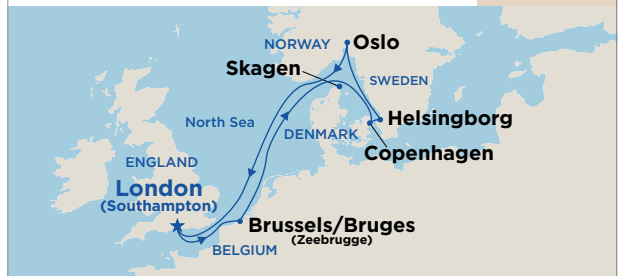 NORWAY
Oslo
Skagen
SWEDEN
North Sea
Helsingborg
DENMARK
Copenhagen
ENGLAND
London
(Southampton)
Brussels/Bruges
(Zeebrugge)
BELGIUM